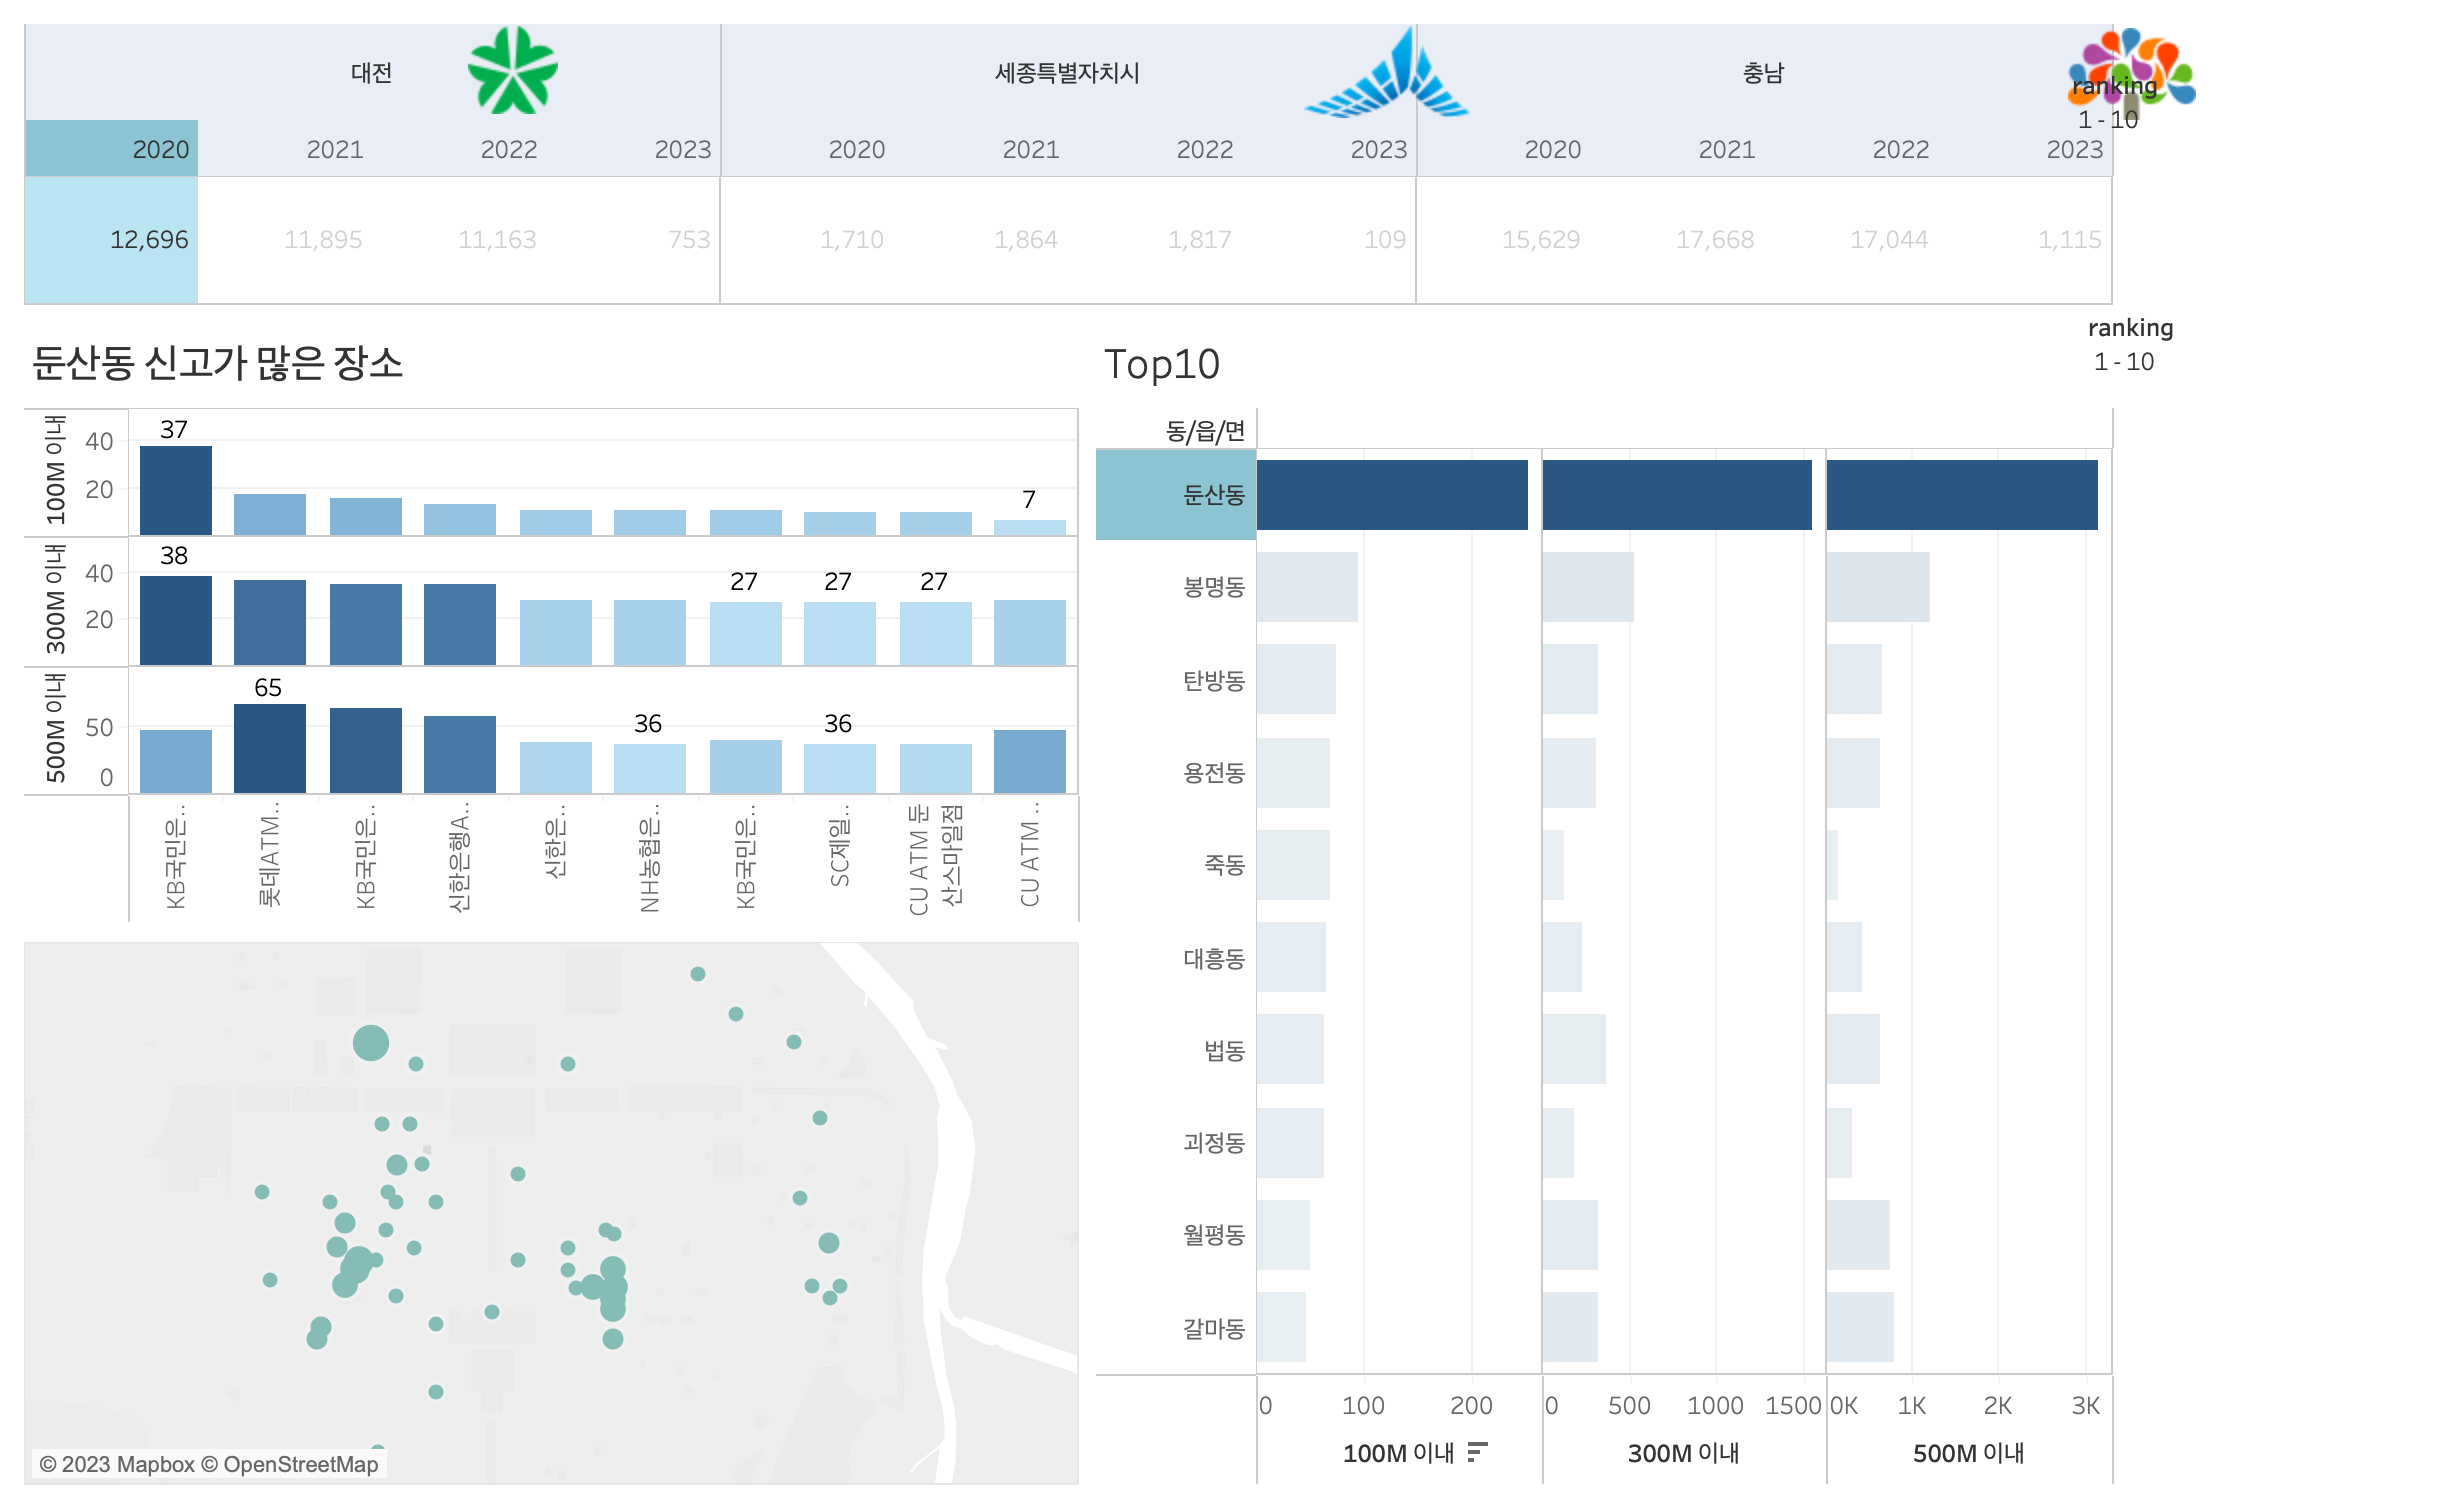 대전 세종특별자치시 충남
ranking
1 - 10
2020 2021 2022 2023 2020 2021 2022 2023 2020 2021 2022 2023
12,696 11,895 11,163 753 1,710 1,864 1,817 109 15,629 17,668 17,044 1,115
ranking
1 - 10
둔산동 신고가 많은 장소
100M 이내
40
20
37
7
300M 이내
40
20
38
27 27 27
500M 이내
50
0
65
36 36
KB국민은..
롯데ATM..
KB국민은..
신한은행A..
신한은..
NH농협은..
KB국민은..
SC제일..
CU ATM 둔
산스마일점
CU ATM ..
© 2023 Mapbox © OpenStreetMap
Top10
동/읍/면
둔산동
봉명동
탄방동
용전동
죽동
대흥동
법동
괴정동
월평동
갈마동
0 100 200 0 500 1000 1500 0K 1K 2K 3K
100M 이내 300M 이내 500M 이내